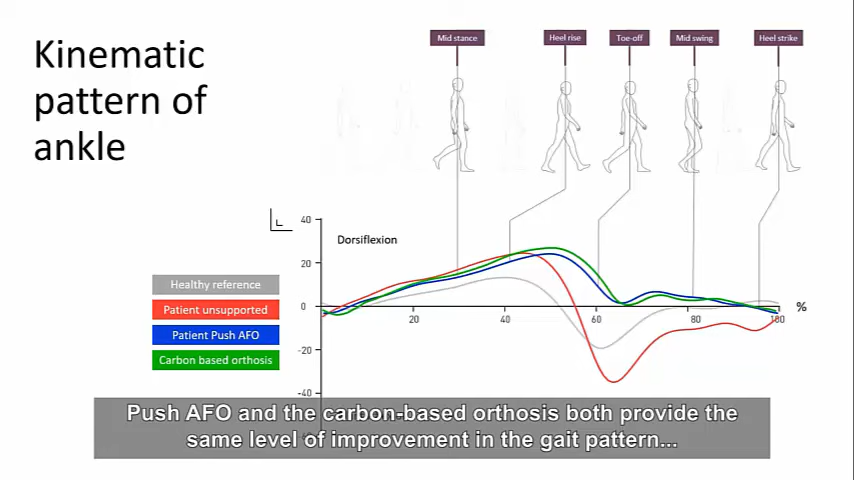 Kinematic
pattern of
ankle
Mid stance
Heel rise
Toe-off
Mid swing
Heel strike
40
Dorsiflexion
20
Healthy reference
Patient unsupported
Patient Push AFO
Carbon based orthosis
0
20
40
60
80
100
%
-20
-40
Push AFO and the carbon-based orthosis both provide the
same level of improvement in the gait pattern...